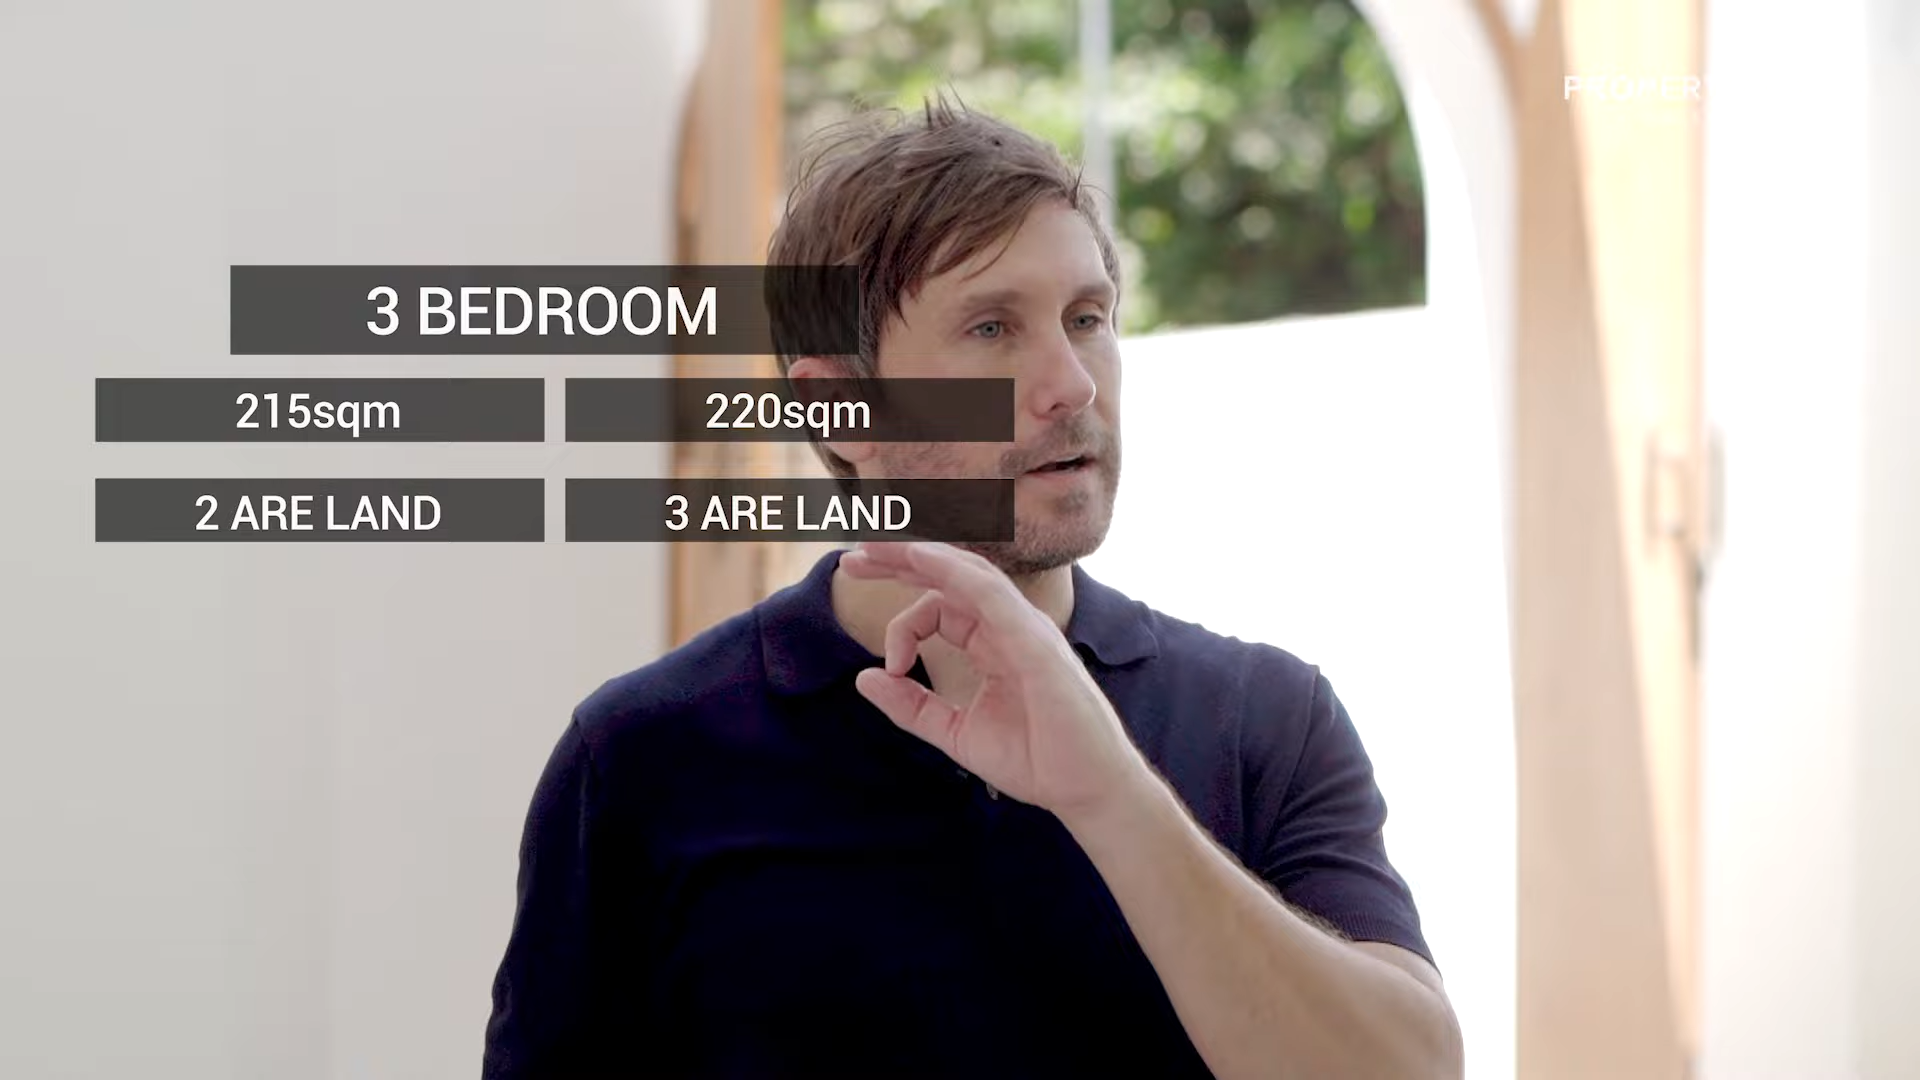 3 BEDROOM
215sqm
220sqm
2 ARE LAND
3 ARE LAND